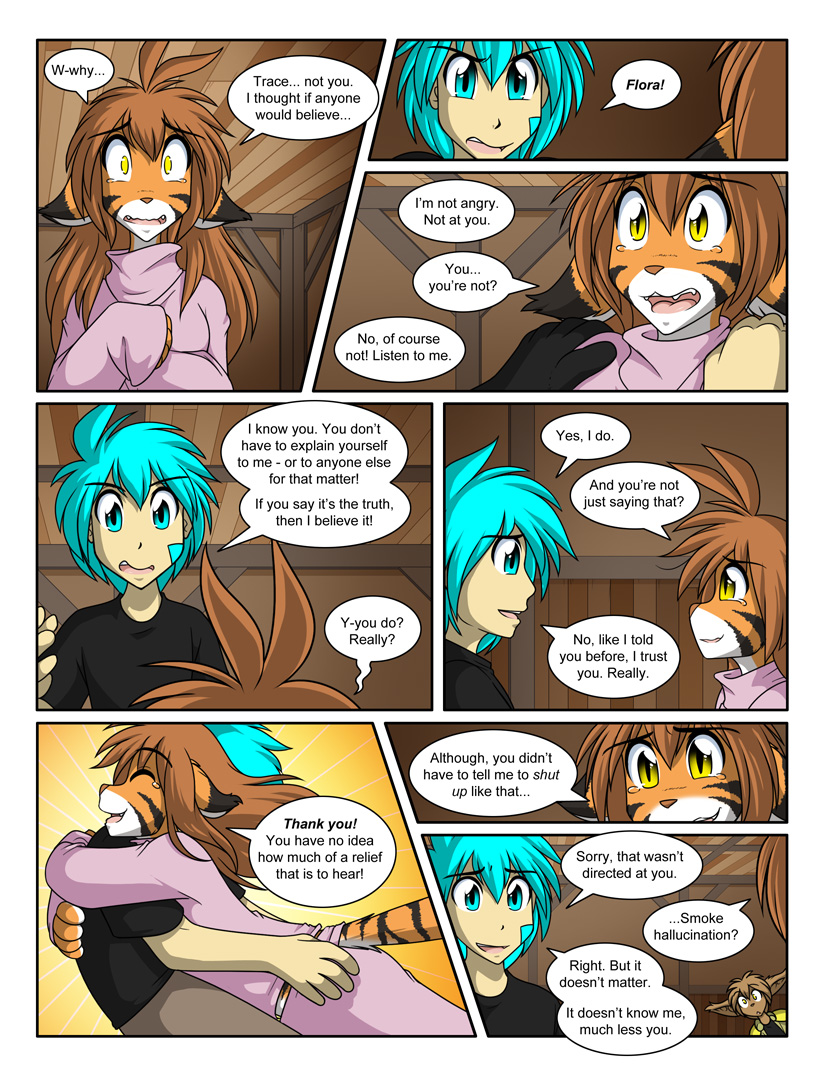 W-why...
Trace... not you.
I thought if anyone
would believe...
Flora!
I'm not angry.
Not at you.
You...
you're not?
No, of course
not! Listen to me.
I know you. You don't
have to explain yourself
to me - or to anyone else
for that matter!
If you say it's the truth,
then I believe it!
Y-you do?
Really?
Yes, I do.
And you're not
just saying that?
No, like I told
you before, I trust
you. Really.
Thank you!
You have no idea
how much of a relief
that is to hear!
Although, you didn't
have to tell me to shut
up like that...
Sorry, that wasn't
directed at you.
...Smoke
hallucination?
Right. But it
doesn't matter.
It doesn't know me,
much less you.